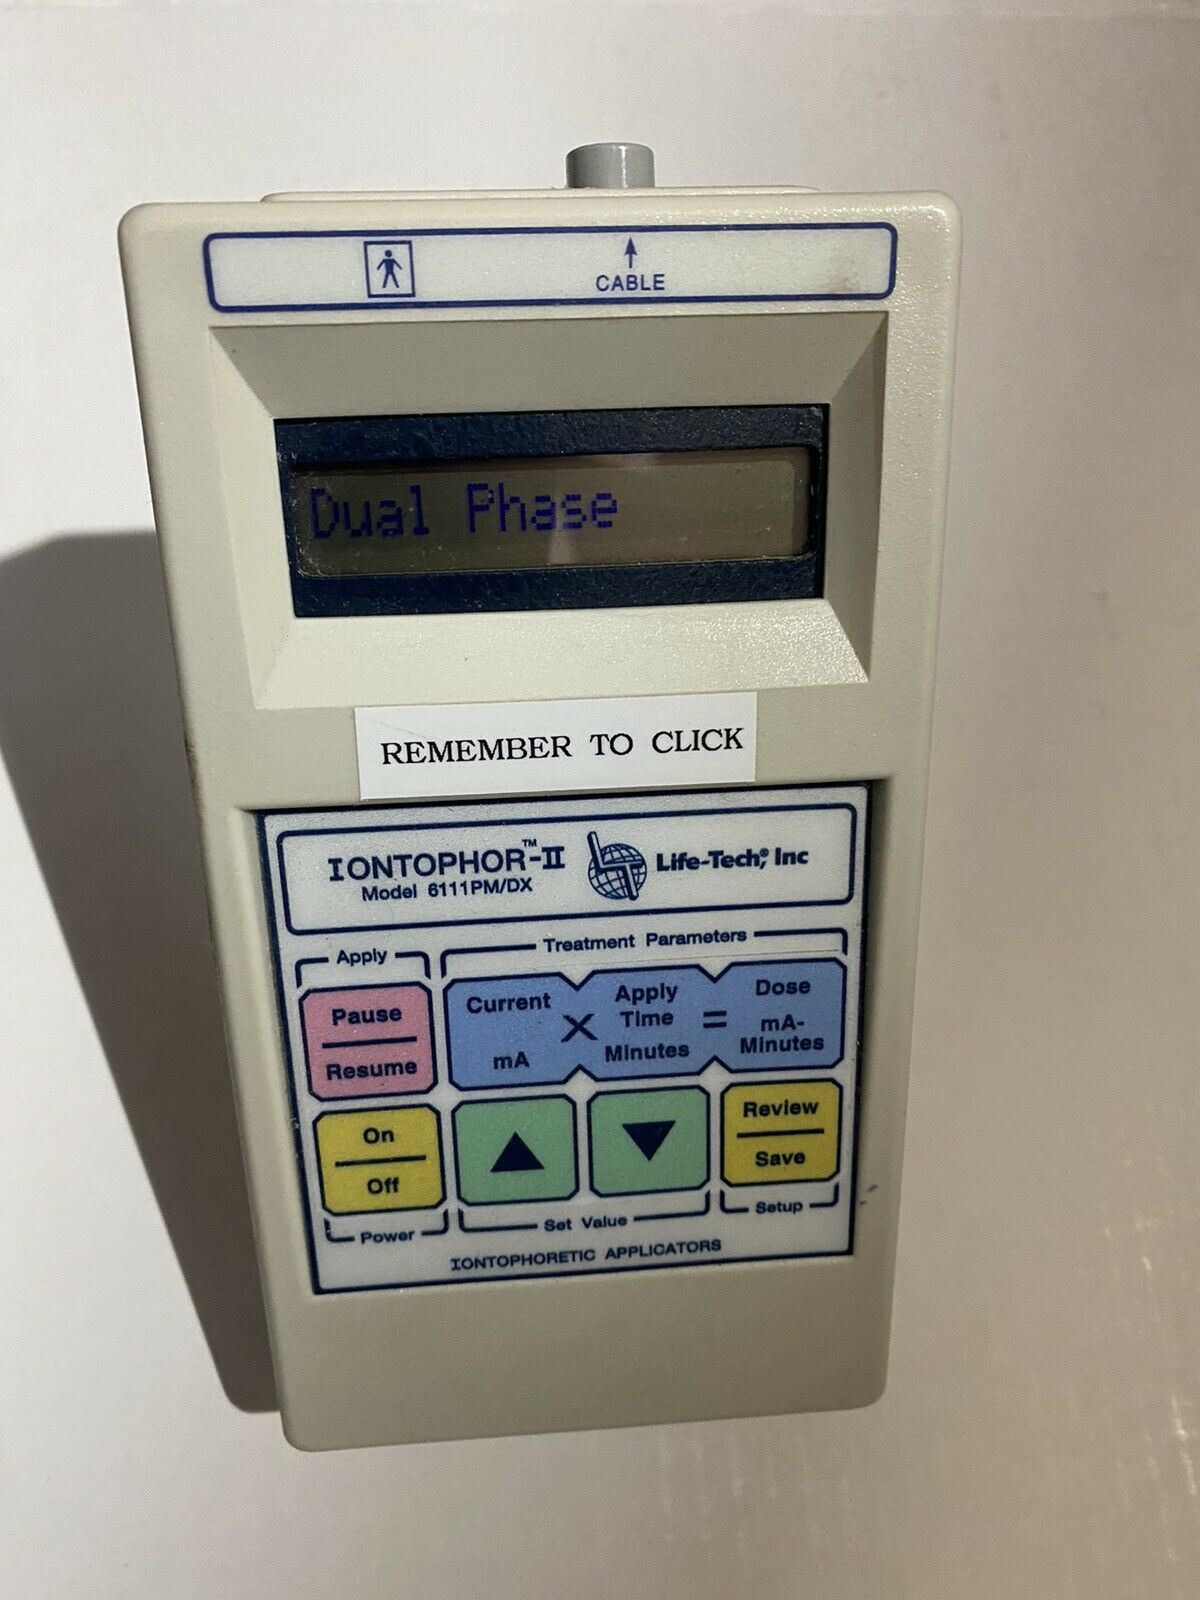 CABLE
Dual Phase
REMEMBER TO CLICK
IONTOPHOR™-II
Model 6111PM/DX
Life-Tech,® Inc
Apply
Treatment Parameters
Pause
Resume
Current
mA
X
Apply
Time
Minutes
=
Dose
mA-
Minutes
On
Off
Review
Save
Power
Set Value
Setup
IONTOPHORETIC APPLICATORS